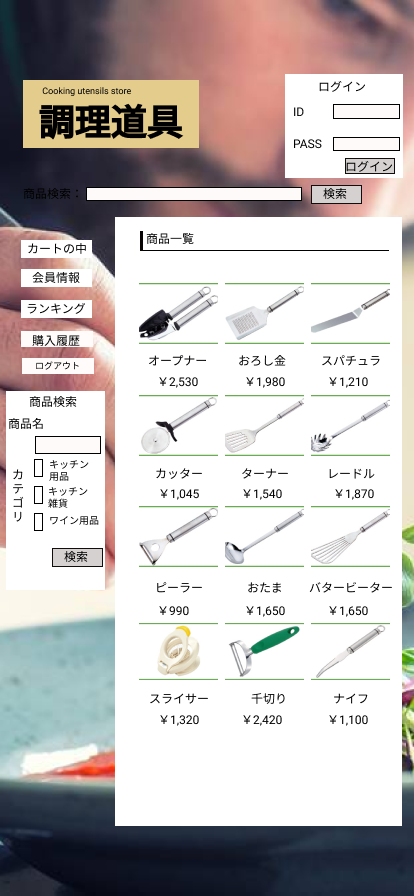 Cooking utensils store
調理道具
ログイン
ID
PASS
ログイン
商品検索：
検索
カートの中
会員情報
ランキング
購入履歴
ログアウト
商品検索
商品名
カテゴリ
キッチン
用品
キッチン
雑貨
ワイン用品
検索
商品一覧
オープナー おろし金 スパチュラ
￥2,530 ￥1,980 ￥1,210
カッター ターナー レードル
￥1,045 ￥1,540 ￥1,870
ピーラー おたま バタービーター
￥990 ￥1,650 ￥1,650
スライサー 千切り ナイフ
￥1,320 ￥2,420 ￥1,100